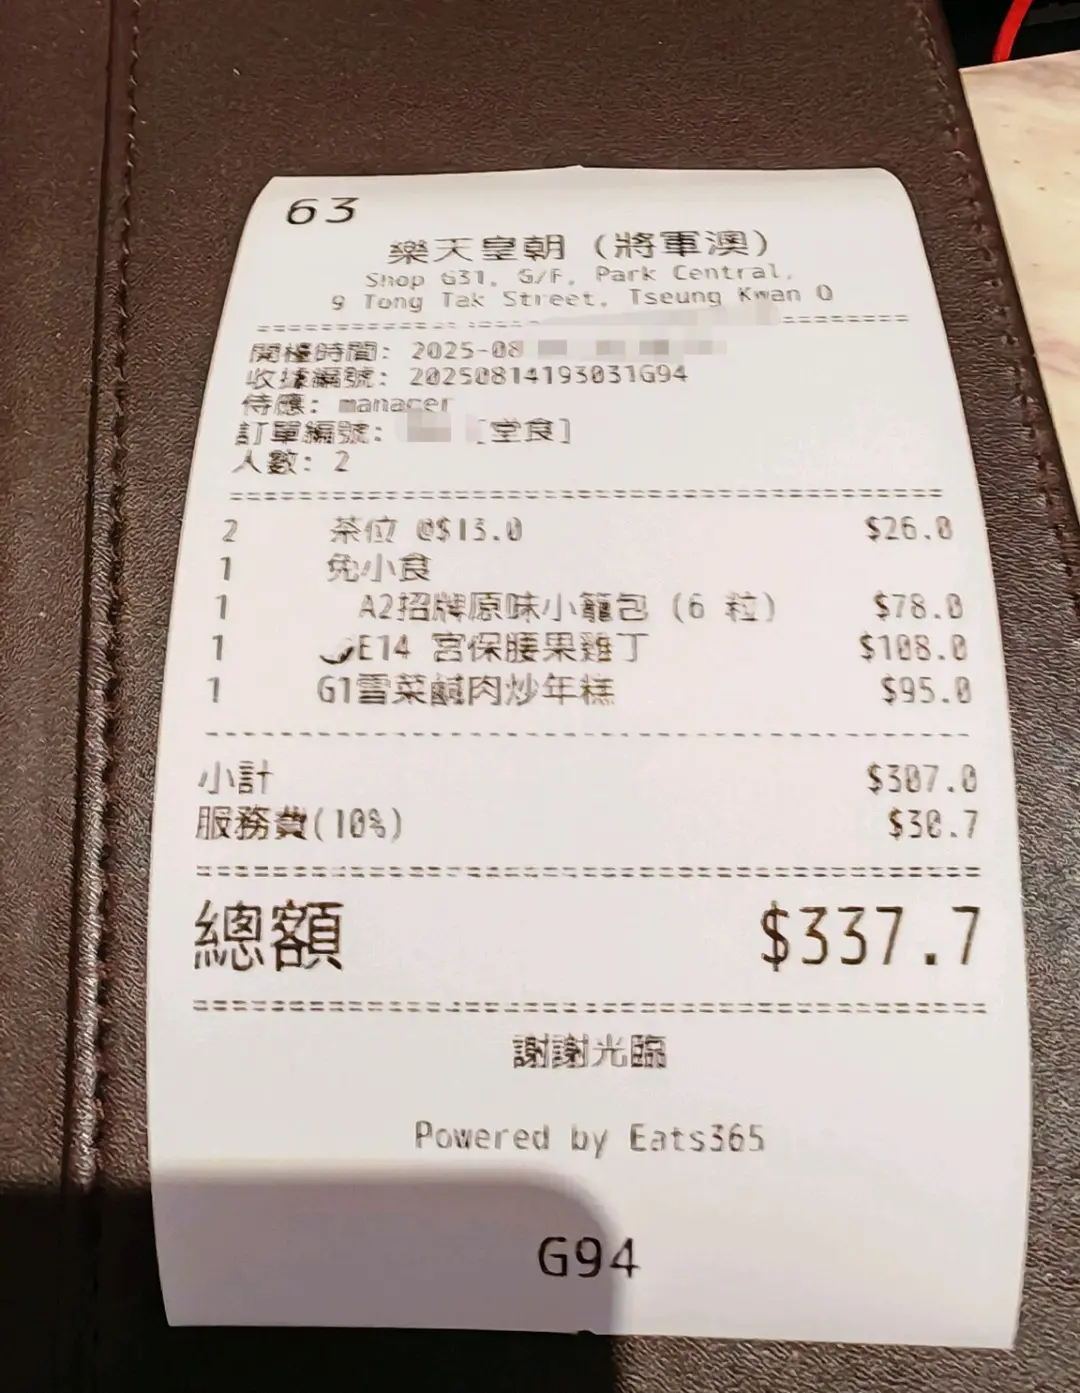 63
樂天皇朝 (將軍澳)
Shop G31, G/F, Park Central,
9 Tong Tak Street, Tseung Kwan O
開檯時間: 2025-08
收據編號: 20250814193031G94
侍應: manager
訂單編號: [堂食]
人數: 2
2 茶位 @$13.0 $26.0
1 免小食
1 A2招牌原味小籠包 (6 粒) $78.0
1 E14 宮保腰果雞丁 $108.0
1 G1雪菜鹹肉炒年糕 $95.0
小計 $307.0
服務費(10%) $30.7
總額 $337.7
謝謝光臨
Powered by Eats365
G94